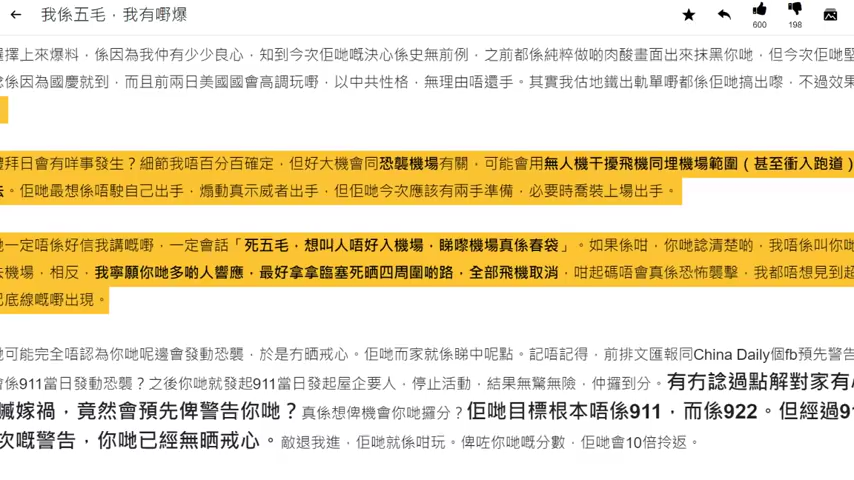 我係五毛，我有嘢爆
600
198
選擇上來爆料，係因為我仲有少少良心，知到今次佢哋嘅決心係史無前例，之前都係純粹做啲肉酸畫面出來抹黑你哋，但今次佢哋堅
念係因為國慶就到，而且前兩日美國國會高調玩嘢，以中共性格，無理由唔還手。其實我估地鐵出軌單嘢都係佢哋搞出嚟，不過效果
禮拜日會有咩事發生？細節我唔百分百確定，但好大機會同恐襲機場有關，可能會用無人機干擾飛機同埋機場範圍（甚至衝入跑道）
。佢哋最想係唔駛自己出手，煽動真示威者出手，但佢哋今次應該有兩手準備，必要時喬裝上場出手。
一定唔係好信我講嘅嘢，一定會話「死五毛，想叫人唔好入機場，睇嚟機場真係春袋」。如果係咁，你哋諗清楚啲，我唔係叫你哋
去機場，相反，我寧願你哋多啲人響應，最好拿拿臨塞死晒四周圍啲路，全部飛機取消，咁起碼唔會真係恐怖襲擊，我都唔想見到超
底線嘅嘢出現。
可能完全唔認為你哋呢邊會發動恐襲，於是冇晒戒心。佢哋而家就係睇中呢點。記唔記得，前排文匯報同China Daily個fb預先警告
係911當日發動恐襲？之後你哋就發起911當日發起屋企要人，停止活動，結果無驚無險，仲攞到分。有冇諗過點解對家有心
贓嫁禍，竟然會預先俾警告你哋？真係想俾機會你哋攞分？佢哋目標根本唔係911，而係922。但經過91
次嘅警告，你哋已經無晒戒心。敵退我進，佢哋就係咁玩。俾咗你哋嘅分數，佢哋會10倍拎返。